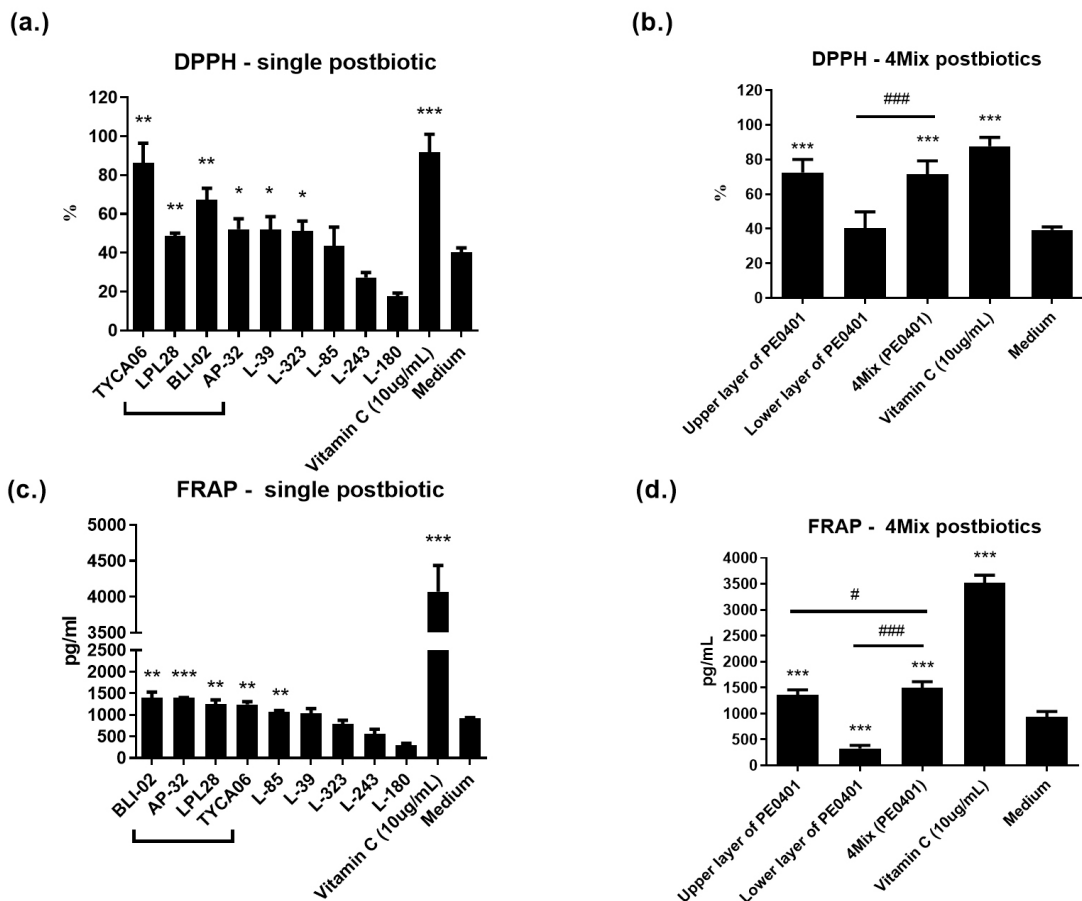 (a.)
DPPH - single postbiotic
120
100
80
60
40
20
0
%
**
**
**
*
*
*
***
TYCA06
LPL28
BLI-02
AP-32
L-39
L-323
L-85
L-243
L-180
Vitamin C (10ug/mL)
Medium
(b.)
DPPH - 4Mix postbiotics
120
100
80
60
40
20
0
%
***
###
***
***
Upper layer of PE0401
Lower layer of PE0401
4Mix (PE0401)
Vitamin C (10ug/mL)
Medium
(c.)
FRAP - single postbiotic
5000
4500
4000
3500
2500
2000
1500
1000
500
0
pg/ml
**
***
**
**
**
***
BLI-02
AP-32
LPL28
TYCA06
L-85
L-39
L-323
L-243
L-180
Vitamin C (10ug/mL)
Medium
(d.)
FRAP - 4Mix postbiotics
4000
3500
3000
2500
2000
1500
1000
500
0
pg/mL
#
###
***
***
***
***
Upper layer of PE0401
Lower layer of PE0401
4Mix (PE0401)
Vitamin C (10ug/mL)
Medium